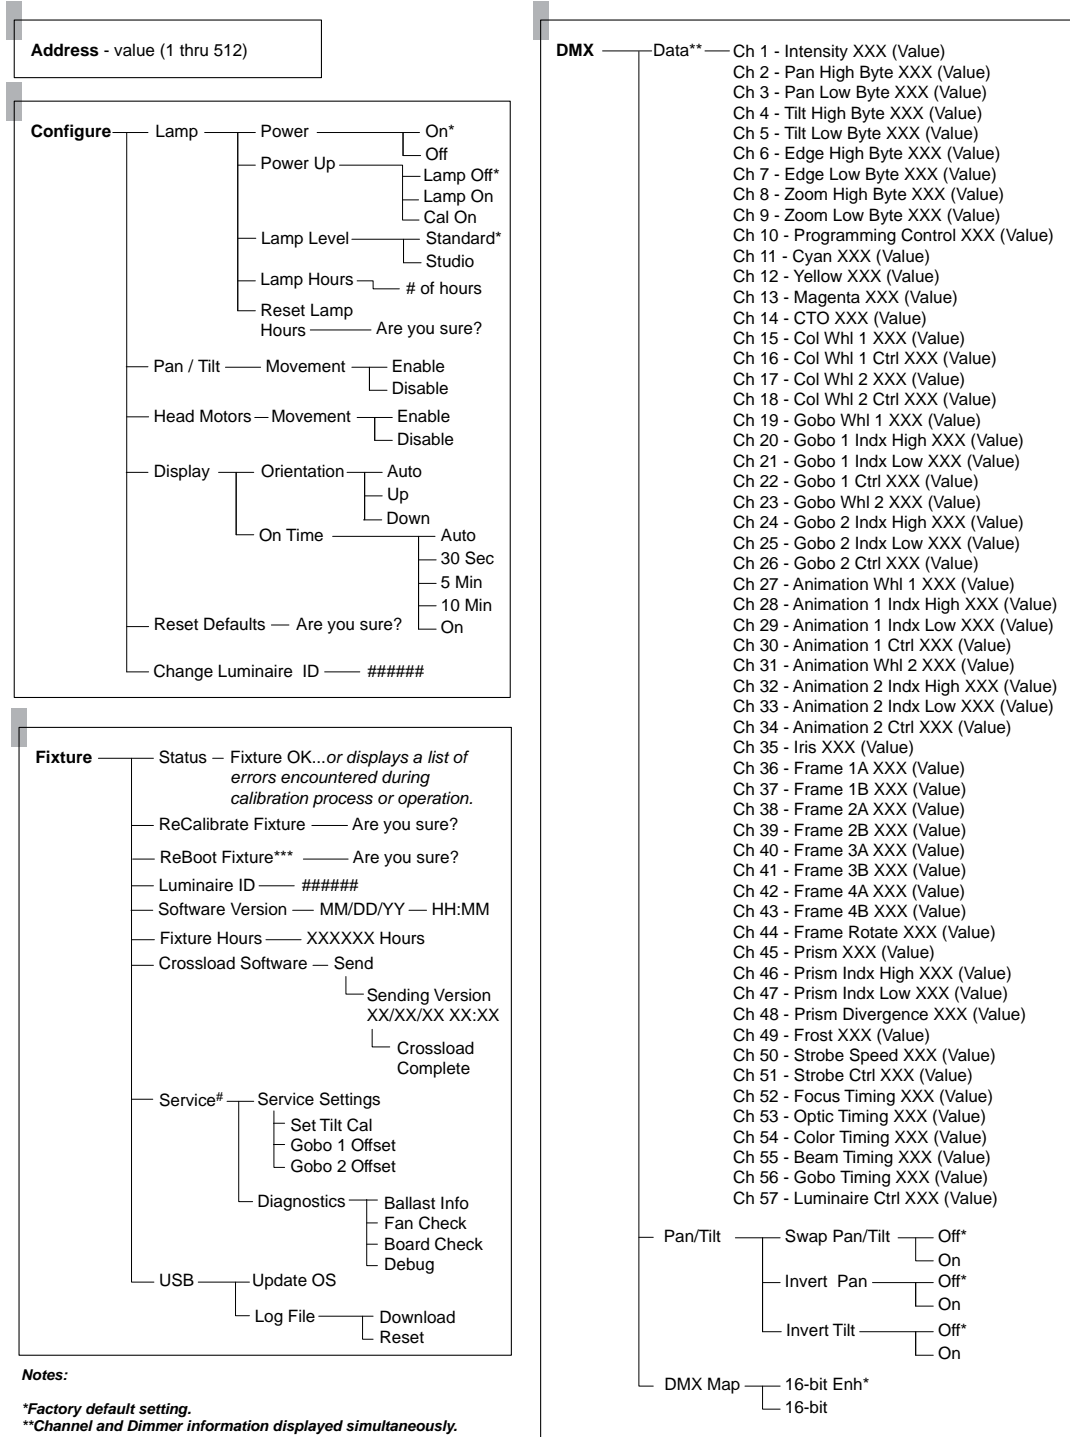 Address - value (1 thru 512)
Configure
Lamp
Power
On*
Off
Power Up
Lamp Off*
Lamp On
Cal On
Lamp Level
Standard*
Studio
Lamp Hours
# of hours
Reset Lamp
Hours
Are you sure?
Pan / Tilt
Movement
Enable
Disable
Head Motors
Movement
Enable
Disable
Display
Orientation
Auto
Up
Down
On Time
Auto
30 Sec
5 Min
10 Min
On
Reset Defaults
Are you sure?
Change Luminaire ID
######
Fixture
Status
Fixture OK...or displays a list of
errors encountered during
calibration process or operation.
ReCalibrate Fixture
Are you sure?
ReBoot Fixture***
Are you sure?
Luminaire ID
######
Software Version
MM/DD/YY
HH:MM
Fixture Hours
XXXXXX Hours
Crossload Software
Send
Sending Version
XX/XX/XX XX:XX
Crossload
Complete
Service#
Service Settings
Set Tilt Cal
Gobo 1 Offset
Gobo 2 Offset
Diagnostics
Ballast Info
Fan Check
Board Check
Debug
USB
Update OS
Log File
Download
Reset
Notes:
*Factory default setting.
**Channel and Dimmer information displayed simultaneously.
DMX
Data**
Ch 1 - Intensity XXX (Value)
Ch 2 - Pan High Byte XXX (Value)
Ch 3 - Pan Low Byte XXX (Value)
Ch 4 - Tilt High Byte XXX (Value)
Ch 5 - Tilt Low Byte XXX (Value)
Ch 6 - Edge High Byte XXX (Value)
Ch 7 - Edge Low Byte XXX (Value)
Ch 8 - Zoom High Byte XXX (Value)
Ch 9 - Zoom Low Byte XXX (Value)
Ch 10 - Programming Control XXX (Value)
Ch 11 - Cyan XXX (Value)
Ch 12 - Yellow XXX (Value)
Ch 13 - Magenta XXX (Value)
Ch 14 - CTO XXX (Value)
Ch 15 - Col Whl 1 XXX (Value)
Ch 16 - Col Whl 1 Ctrl XXX (Value)
Ch 17 - Col Whl 2 XXX (Value)
Ch 18 - Col Whl 2 Ctrl XXX (Value)
Ch 19 - Gobo Whl 1 XXX (Value)
Ch 20 - Gobo 1 Indx High XXX (Value)
Ch 21 - Gobo 1 Indx Low XXX (Value)
Ch 22 - Gobo 1 Ctrl XXX (Value)
Ch 23 - Gobo Whl 2 XXX (Value)
Ch 24 - Gobo 2 Indx High XXX (Value)
Ch 25 - Gobo 2 Indx Low XXX (Value)
Ch 26 - Gobo 2 Ctrl XXX (Value)
Ch 27 - Animation Whl 1 XXX (Value)
Ch 28 - Animation 1 Indx High XXX (Value)
Ch 29 - Animation 1 Indx Low XXX (Value)
Ch 30 - Animation 1 Ctrl XXX (Value)
Ch 31 - Animation Whl 2 XXX (Value)
Ch 32 - Animation 2 Indx High XXX (Value)
Ch 33 - Animation 2 Indx Low XXX (Value)
Ch 34 - Animation 2 Ctrl XXX (Value)
Ch 35 - Iris XXX (Value)
Ch 36 - Frame 1A XXX (Value)
Ch 37 - Frame 1B XXX (Value)
Ch 38 - Frame 2A XXX (Value)
Ch 39 - Frame 2B XXX (Value)
Ch 40 - Frame 3A XXX (Value)
Ch 41 - Frame 3B XXX (Value)
Ch 42 - Frame 4A XXX (Value)
Ch 43 - Frame 4B XXX (Value)
Ch 44 - Frame Rotate XXX (Value)
Ch 45 - Prism XXX (Value)
Ch 46 - Prism Indx High XXX (Value)
Ch 47 - Prism Indx Low XXX (Value)
Ch 48 - Prism Divergence XXX (Value)
Ch 49 - Frost XXX (Value)
Ch 50 - Strobe Speed XXX (Value)
Ch 51 - Strobe Ctrl XXX (Value)
Ch 52 - Focus Timing XXX (Value)
Ch 53 - Optic Timing XXX (Value)
Ch 54 - Color Timing XXX (Value)
Ch 55 - Beam Timing XXX (Value)
Ch 56 - Gobo Timing XXX (Value)
Ch 57 - Luminaire Ctrl XXX (Value)
Pan/Tilt
Swap Pan/Tilt
Off*
On
Invert Pan
Off*
On
Invert Tilt
Off*
On
DMX Map
16-bit Enh*
16-bit